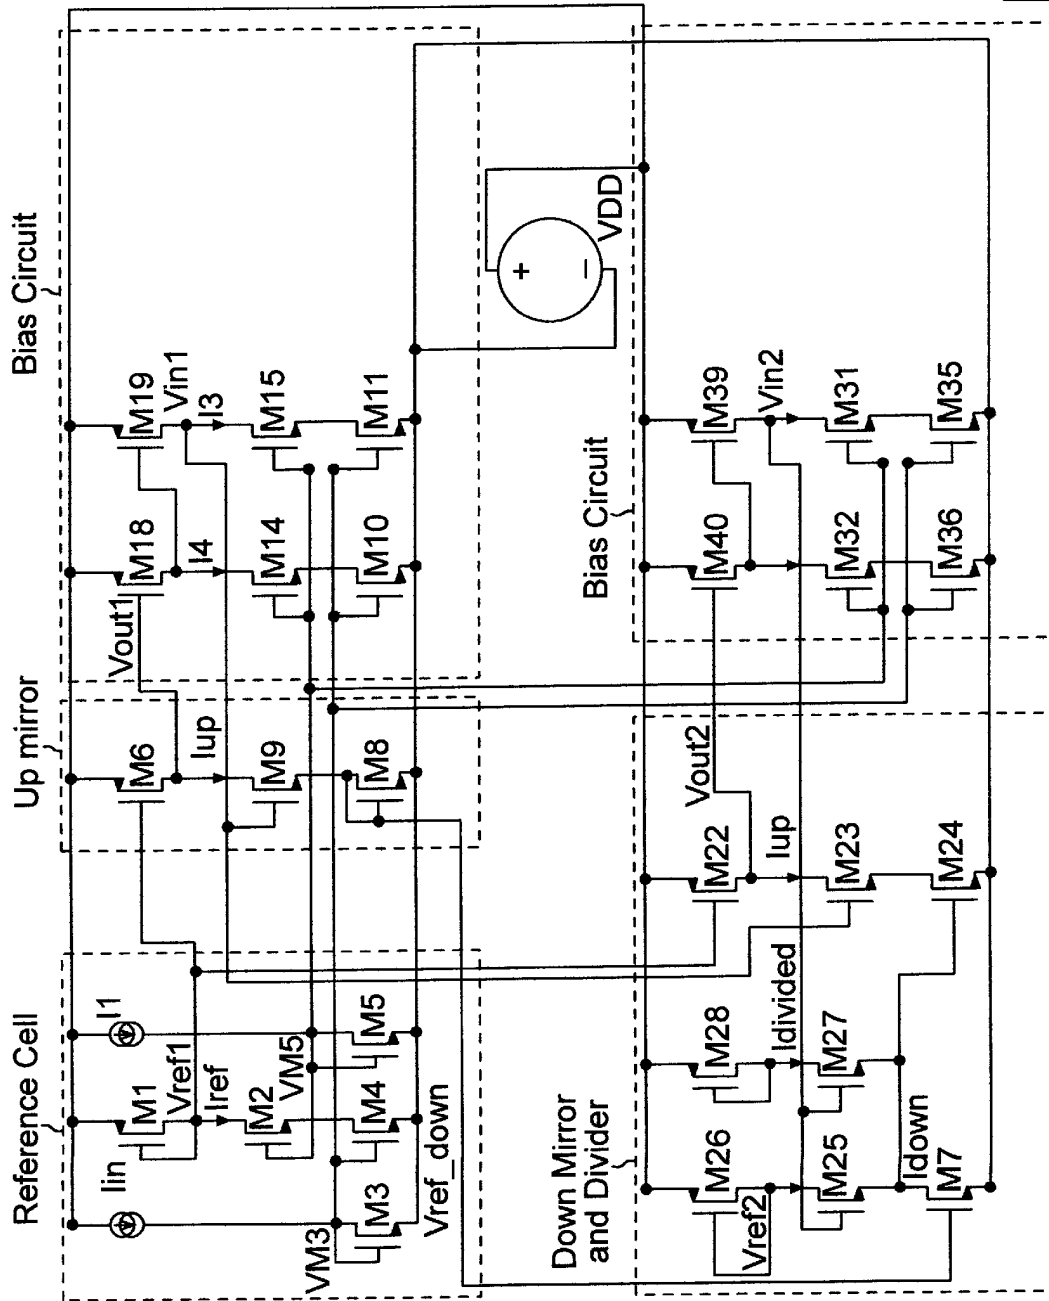 Reference Cell
Up mirror
Bias Circuit
Iin
I1
M1
Vref1
Iref
M2
VM5
M5
VM3
M3
M4
Vref_down
M6
Iup
M9
M8
Vout1
M18
I4
M14
M10
M19
Vin1
I3
M15
M11
+
−
VDD
Down Mirror
and Divider
Bias Circuit
M26
Vref2
M25
Idown
M7
M28
Idivided
M27
M22
Vout2
Iup
M23
M24
M40
M32
M36
M39
Vin2
M31
M35